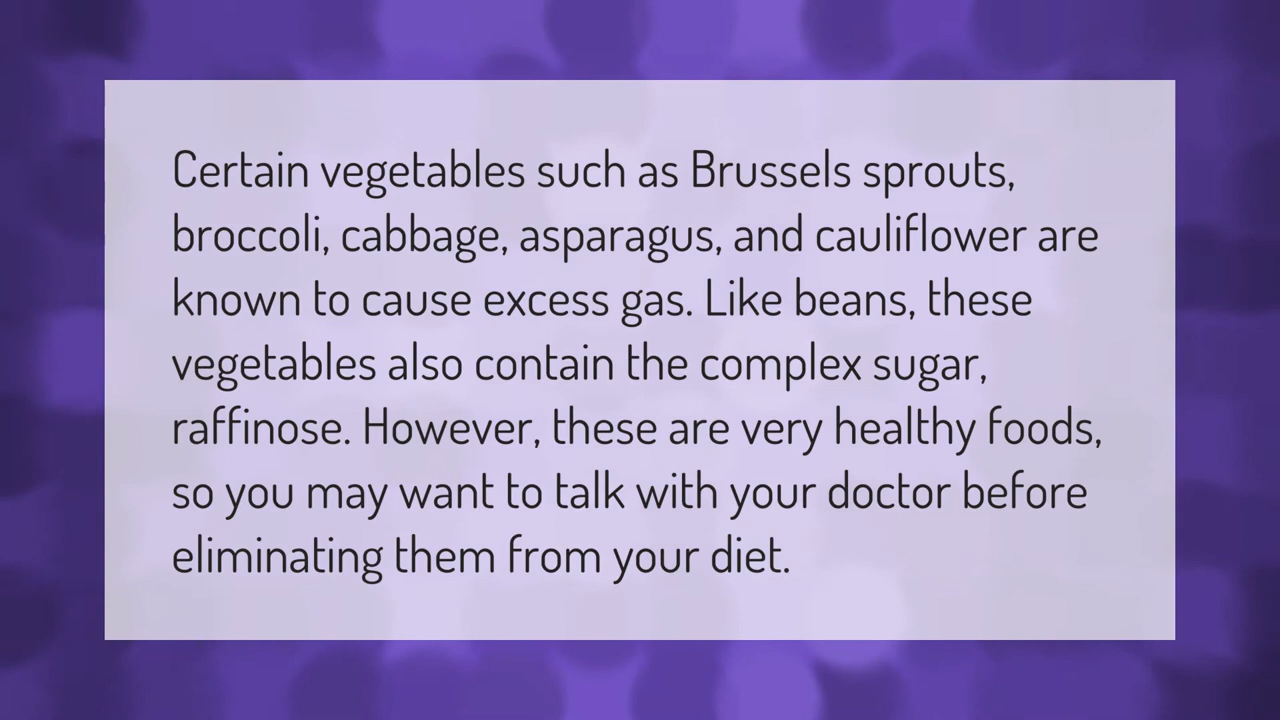 Certain vegetables such as Brussels sprouts,
broccoli, cabbage, asparagus, and cauliflower are
known to cause excess gas. Like beans, these
vegetables also contain the complex sugar,
raffinose. However, these are very healthy foods,
so you may want to talk with your doctor before
eliminating them from your diet.